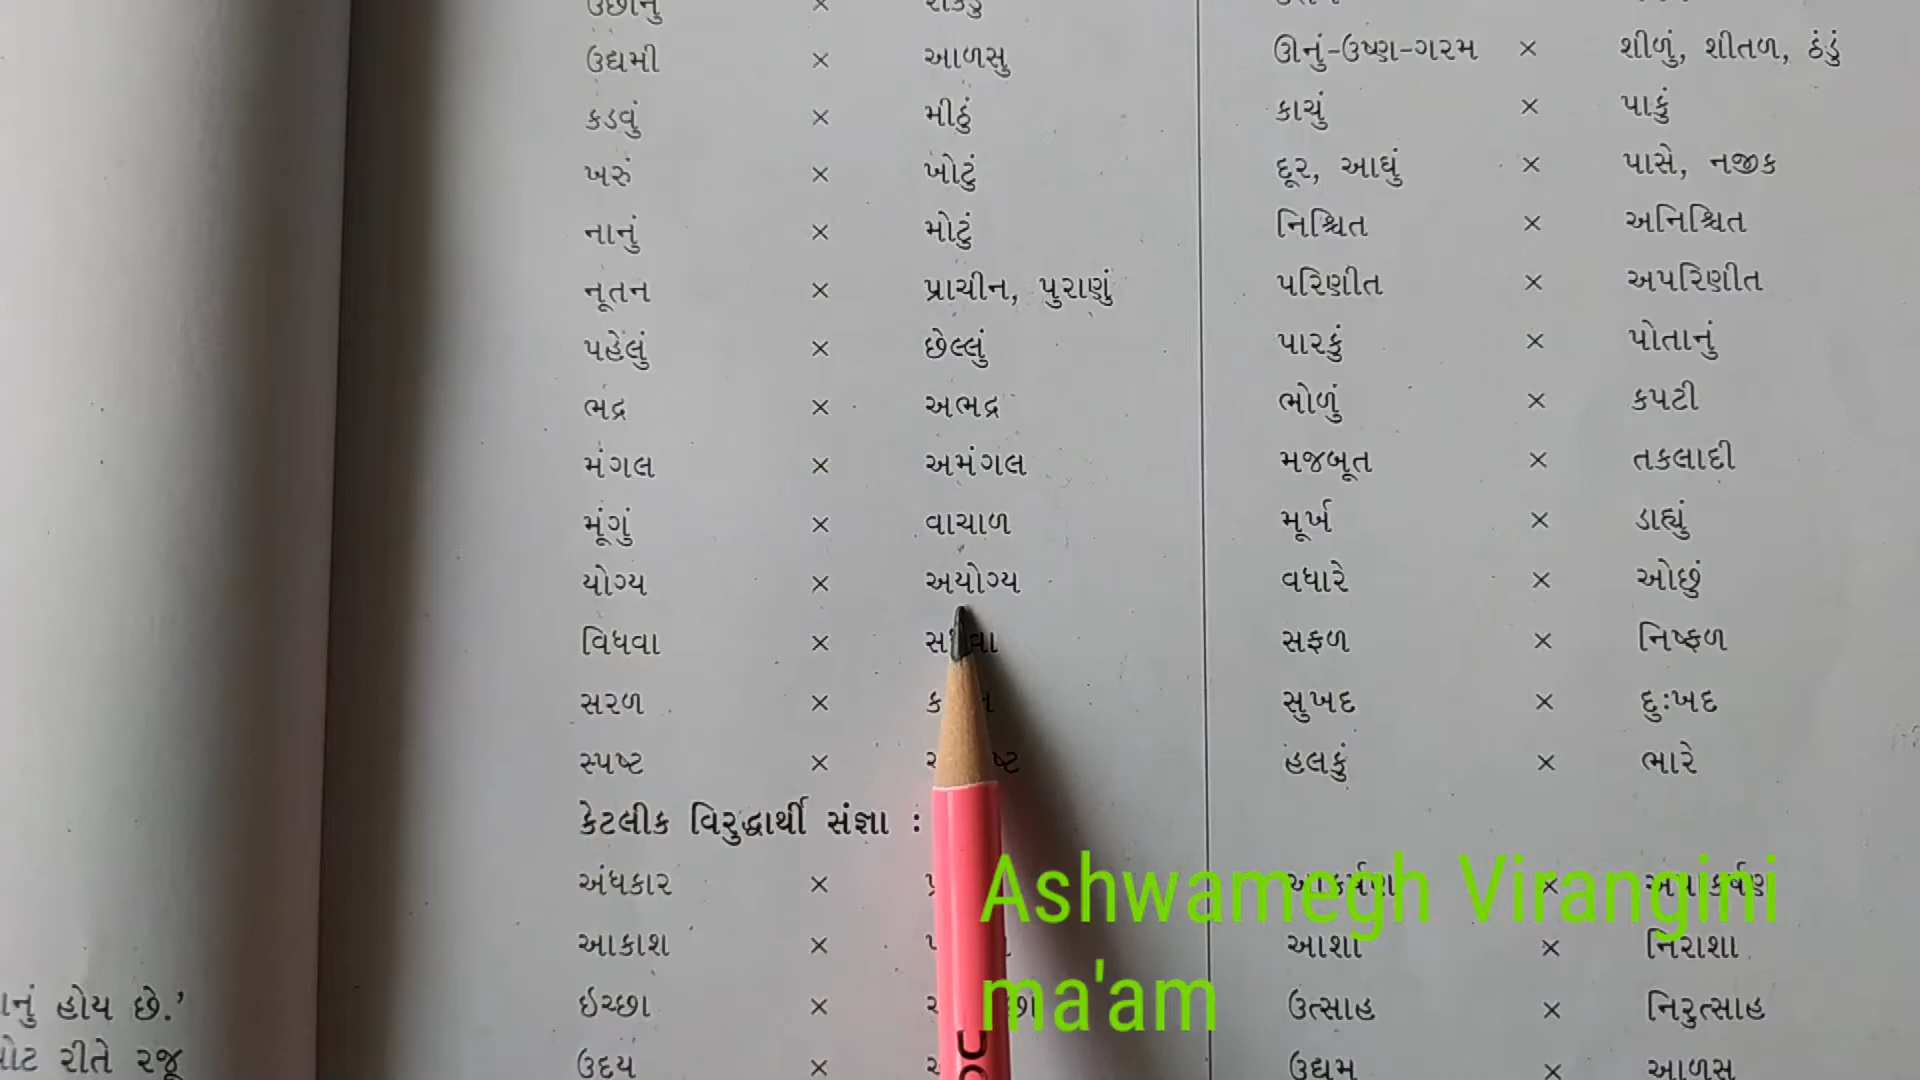 ઉદ્યમી × આળસુ
કડવું × મીઠું
ખરું × ખોટું
નાનું × મોટું
નૂતન × પ્રાચીન, પુરાણું
પહેલું × છેલ્લું
ભદ્ર × અભદ્ર
મંગલ × અમંગલ
મૂંગું × વાચાળ
યોગ્ય × અયોગ્ય
વિધવા ×
સરળ ×
સ્પષ્ટ ×
ઊનું-ઉષ્ણ-ગરમ × શીળું, શીતળ, ઠંડું
કાચું × પાકું
દૂર, આઘું × પાસે, નજીક
નિશ્ચિત × અનિશ્ચિત
પરિણીત × અપરિણીત
પારકું × પોતાનું
ભોળું × કપટી
મજબૂત × તકલાદી
મૂર્ખ × ડાહ્યું
વધારે × ઓછું
સફળ × નિષ્ફળ
સુખદ × દુઃખદ
હલકું × ભારે
કેટલીક વિરુદ્ધાર્થી સંજ્ઞા :
અંધકાર ×
આકાશ ×
ઇચ્છા ×
ઉદય ×
આશા × નિરાશા
ઉત્સાહ × નિરુત્સાહ
ઉદ્યમ × આળસ
હોય છે.'
રીતે રજૂ
Ashwamegh Virangini
ma'am